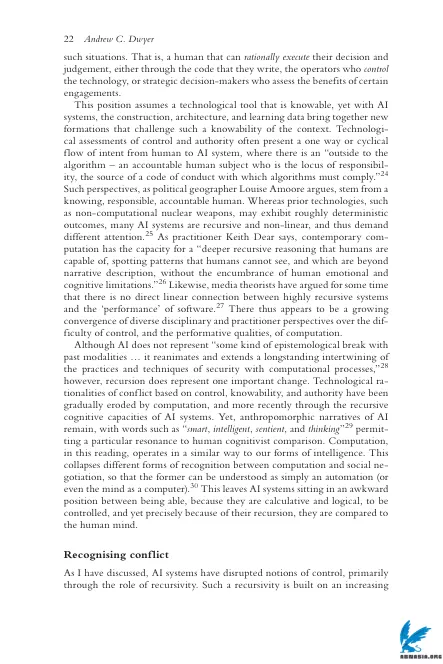 22 Andrew C. Dwyer
such situations. That is, a human that can rationally execute their decision and
judgement, either through the code that they write, the operators who control
the technology, or strategic decision-makers who assess the benefits of certain
engagements.
This position assumes a technological tool that is knowable, yet with AI
systems, the construction, architecture, and learning data bring together new
formations that challenge such a knowability of the context. Technologi-
cal assessments of control and authority often present a one way or cyclical
flow of intent from human to AI system, where there is an “outside to the
algorithm – an accountable human subject who is the locus of responsibil-
ity, the source of a code of conduct with which algorithms must comply.”24
Such perspectives, as political geographer Louise Amoore argues, stem from a
knowing, responsible, accountable human. Whereas prior technologies, such
as non-computational nuclear weapons, may exhibit roughly deterministic
outcomes, many AI systems are recursive and non-linear, and thus demand
different attention.25 As practitioner Keith Dear says, contemporary com-
putation has the capacity for a “deeper recursive reasoning that humans are
capable of, spotting patterns that humans cannot see, and which are beyond
narrative description, without the encumbrance of human emotional and
cognitive limitations.”26 Likewise, media theorists have argued for some time
that there is no direct linear connection between highly recursive systems
and the ‘performance’ of software.27 There thus appears to be a growing
convergence of diverse disciplinary and practitioner perspectives over the dif-
ficulty of control, and the performative qualities, of computation.
Although AI does not represent “some kind of epistemological break with
past modalities … it reanimates and extends a longstanding intertwining of
the practices and techniques of security with computational processes,”28
however, recursion does represent one important change. Technological ra-
tionalities of conflict based on control, knowability, and authority have been
gradually eroded by computation, and more recently through the recursive
cognitive capacities of AI systems. Yet, anthropomorphic narratives of AI
remain, with words such as “smart, intelligent, sentient, and thinking”29 permit-
ting a particular resonance to human cognitivist comparison. Computation,
in this reading, operates in a similar way to our forms of intelligence. This
collapses different forms of recognition between computation and social ne-
gotiation, so that the former can be understood as simply an automation (or
even the mind as a computer).30 This leaves AI systems sitting in an awkward
position between being able, because they are calculative and logical, to be
controlled, and yet precisely because of their recursion, they are compared to
the human mind.
Recognising conflict
As I have discussed, AI systems have disrupted notions of control, primarily
through the role of recursivity. Such a recursivity is built on an increasing